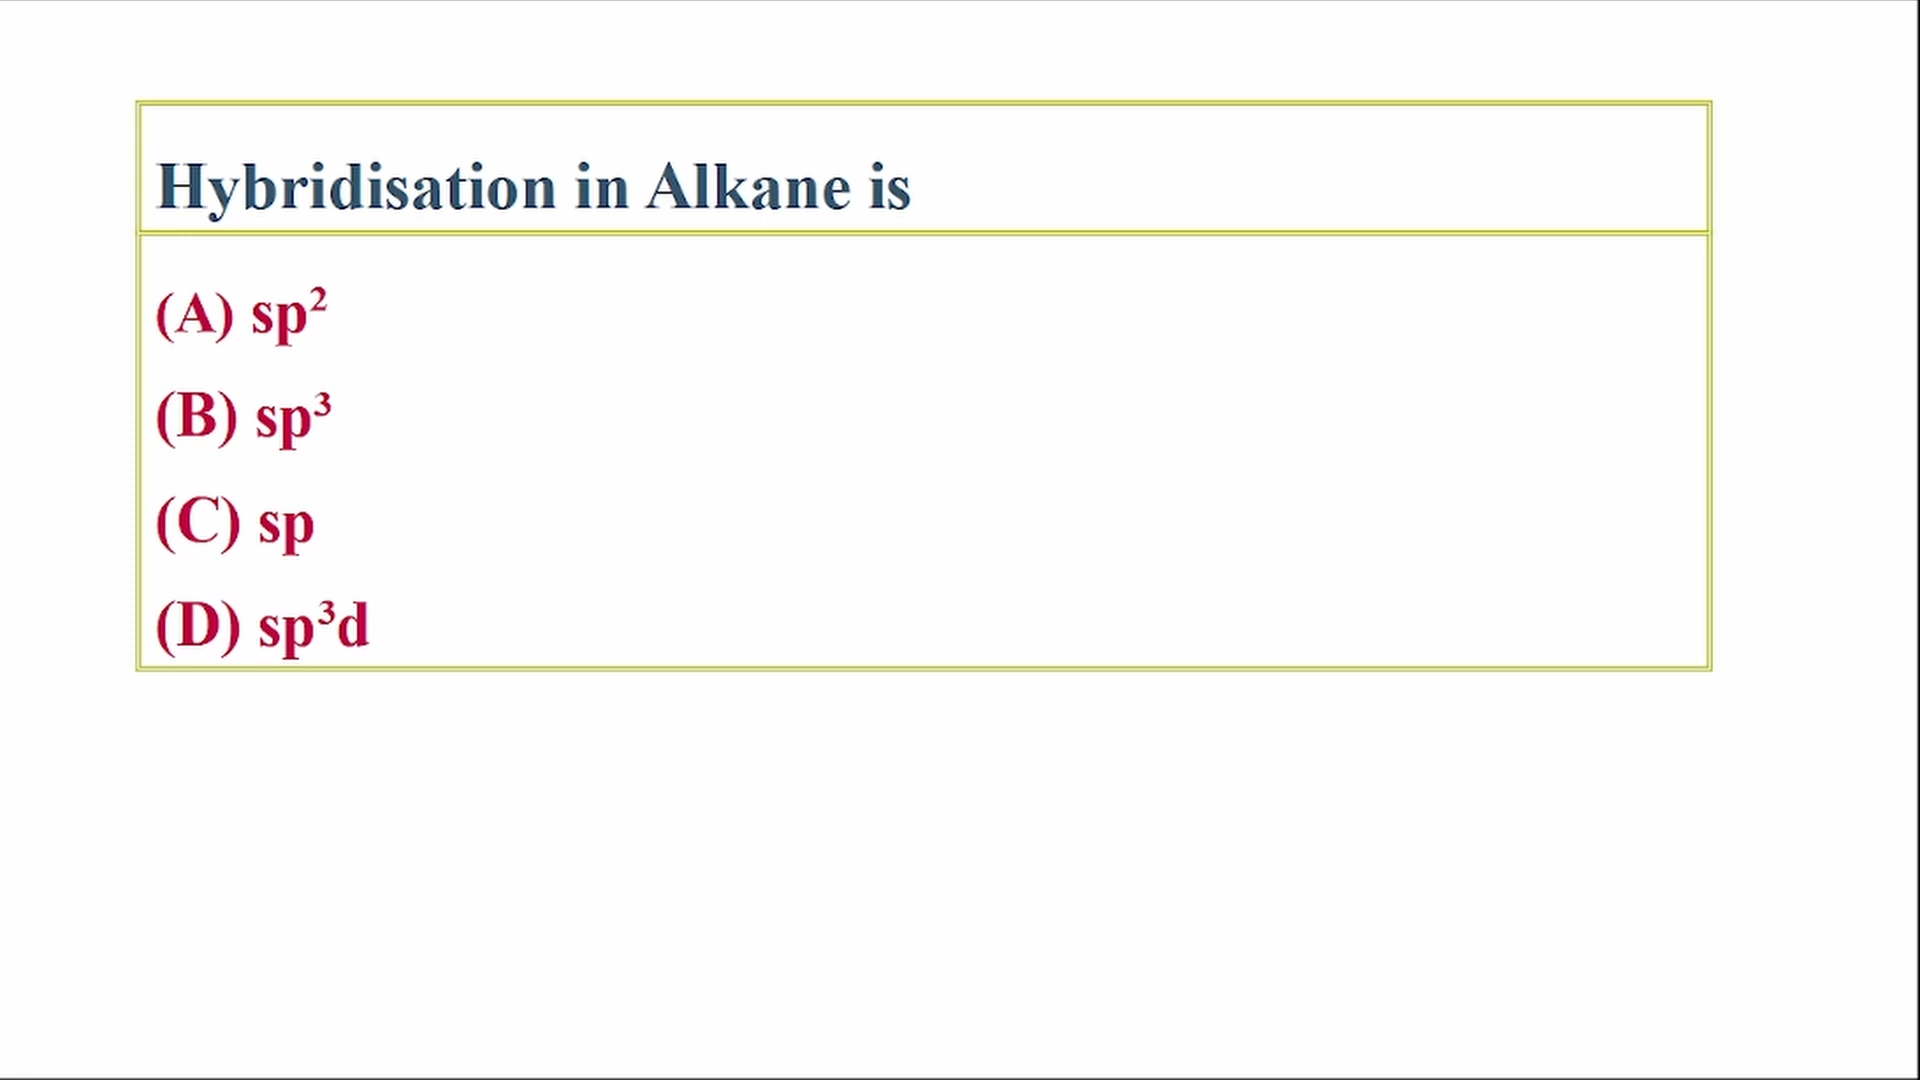 Hybridisation in Alkane is
(A) sp²
(B) sp³
(C) sp
(D) sp³d